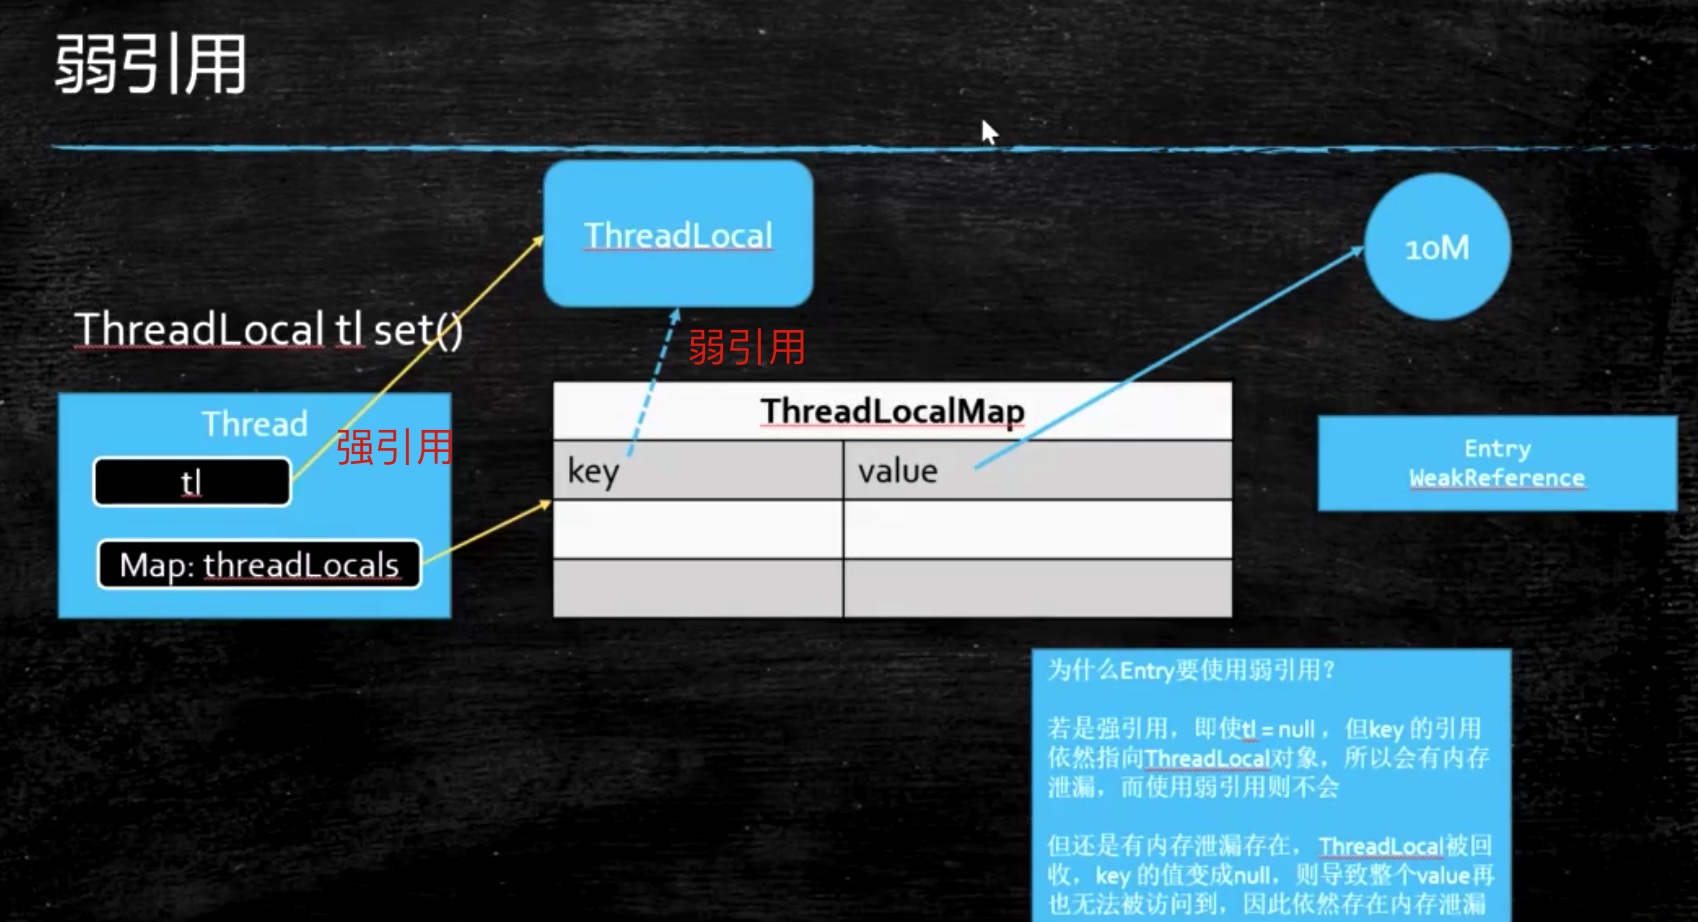 弱引用
ThreadLocal
10M
ThreadLocal tl set()
弱引用
Thread
强引用
tl
Map: threadLocals
ThreadLocalMap
key
value
Entry
WeakReference
为什么Entry要使用弱引用？
若是强引用，即使tl = null，但key 的引用
依然指向ThreadLocal对象，所以会有内存
泄漏，而使用弱引用则不会
但还是有内存泄漏存在，ThreadLocal被回
收，key 的值变成null，则导致整个value再
也无法被访问到，因此依然存在内存泄漏